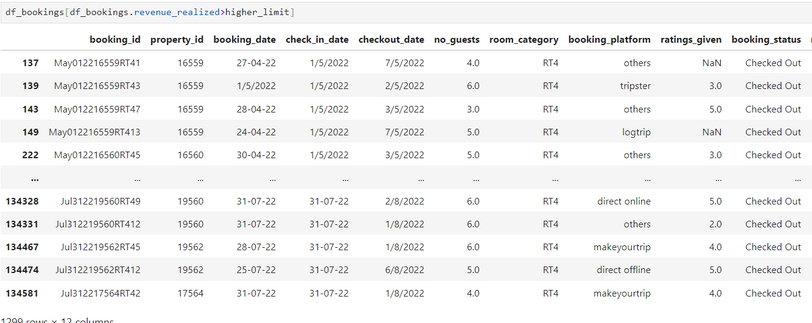 df_bookings[df_bookings.revenue_realized>higher_limit]
booking_id property_id booking_date check_in_date checkout_date no_guests room_category booking_platform ratings_given booking_status
137 May012216559RT41 16559 27-04-22 1/5/2022 7/5/2022 4.0 RT4 others NaN Checked Out
139 May012216559RT43 16559 1/5/2022 1/5/2022 2/5/2022 6.0 RT4 tripster 3.0 Checked Out
143 May012216559RT47 16559 28-04-22 1/5/2022 3/5/2022 3.0 RT4 others 5.0 Checked Out
149 May012216559RT413 16559 24-04-22 1/5/2022 7/5/2022 5.0 RT4 logtrip NaN Checked Out
222 May012216560RT45 16560 30-04-22 1/5/2022 3/5/2022 5.0 RT4 others 3.0 Checked Out
... ... ... ... ... ... ... ... ... ... ...
134328 Jul312219560RT49 19560 31-07-22 31-07-22 2/8/2022 6.0 RT4 direct online 5.0 Checked Out
134331 Jul312219560RT412 19560 31-07-22 31-07-22 1/8/2022 6.0 RT4 others 2.0 Checked Out
134467 Jul312219562RT45 19562 28-07-22 31-07-22 1/8/2022 6.0 RT4 makeyourtrip 4.0 Checked Out
134474 Jul312219562RT412 19562 25-07-22 31-07-22 6/8/2022 5.0 RT4 direct offline 5.0 Checked Out
134581 Jul312217564RT42 17564 31-07-22 31-07-22 1/8/2022 4.0 RT4 makeyourtrip 4.0 Checked Out
1299 rows × 12 columns